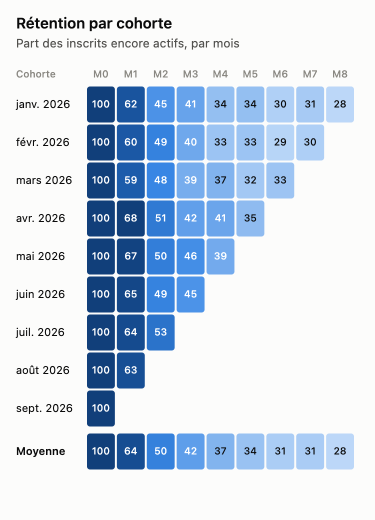 Rétention par cohorte
Part des inscrits encore actifs, par mois
Cohorte M0 M1 M2 M3 M4 M5 M6 M7 M8
janv. 2026 100 62 45 41 34 34 30 31 28
févr. 2026 100 60 49 40 33 33 29 30
mars 2026 100 59 48 39 37 32 33
avr. 2026 100 68 51 42 41 35
mai 2026 100 67 50 46 39
juin 2026 100 65 49 45
juil. 2026 100 64 53
août 2026 100 63
sept. 2026 100
Moyenne 100 64 50 42 37 34 31 31 28